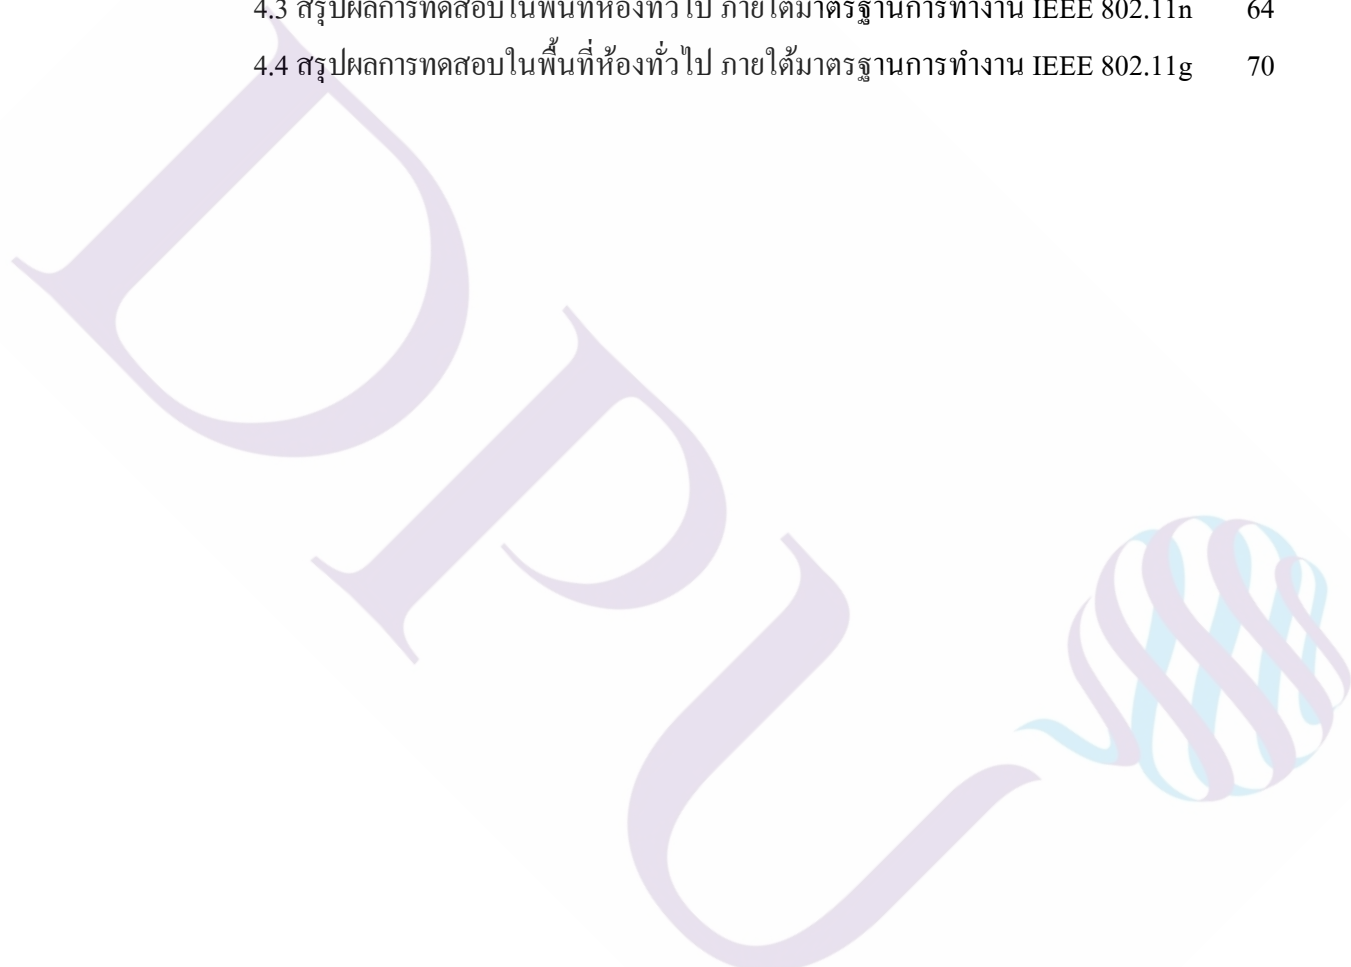 4.3 สรุปผลการทดสอบในพื้นที่ห้องทั่วไป ภายใต้มาตรฐานการทำงาน IEEE 802.11n 64
4.4 สรุปผลการทดสอบในพื้นที่ห้องทั่วไป ภายใต้มาตรฐานการทำงาน IEEE 802.11g 70
DPU